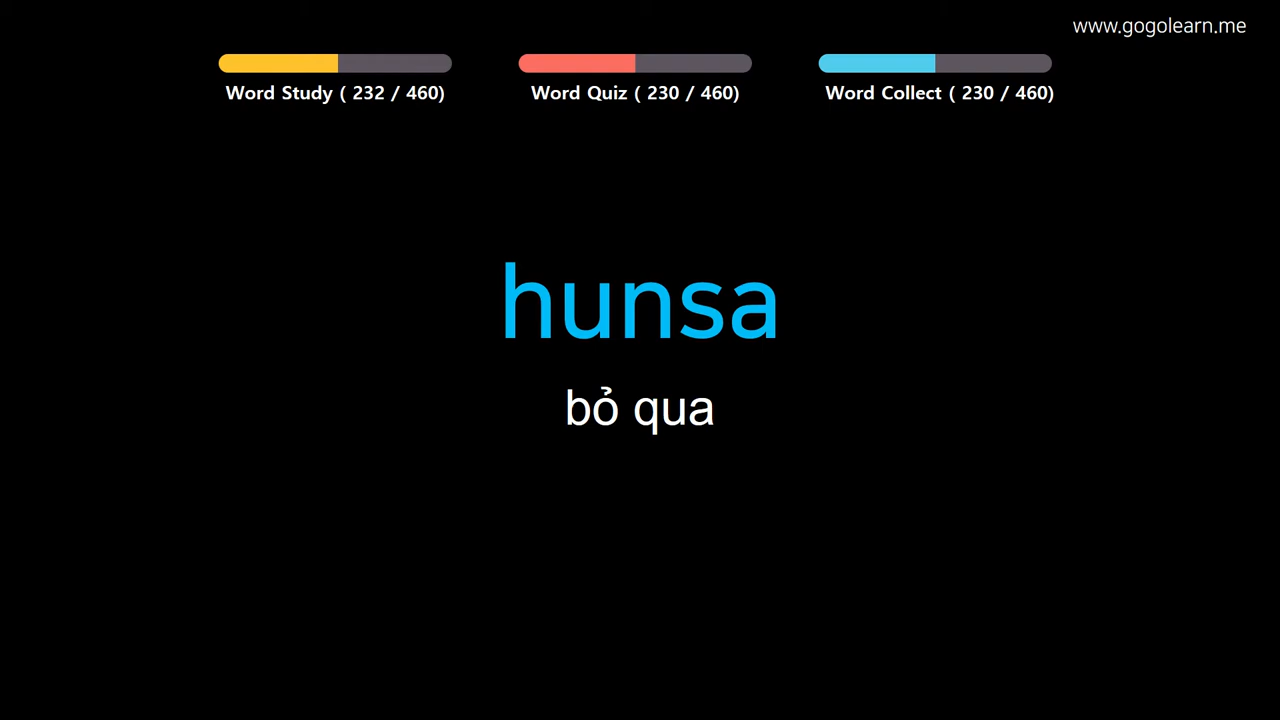 www.gogolearn.me
Word Study ( 232 / 460)
Word Quiz ( 230 / 460)
Word Collect ( 230 / 460)
hunsa
bỏ qua